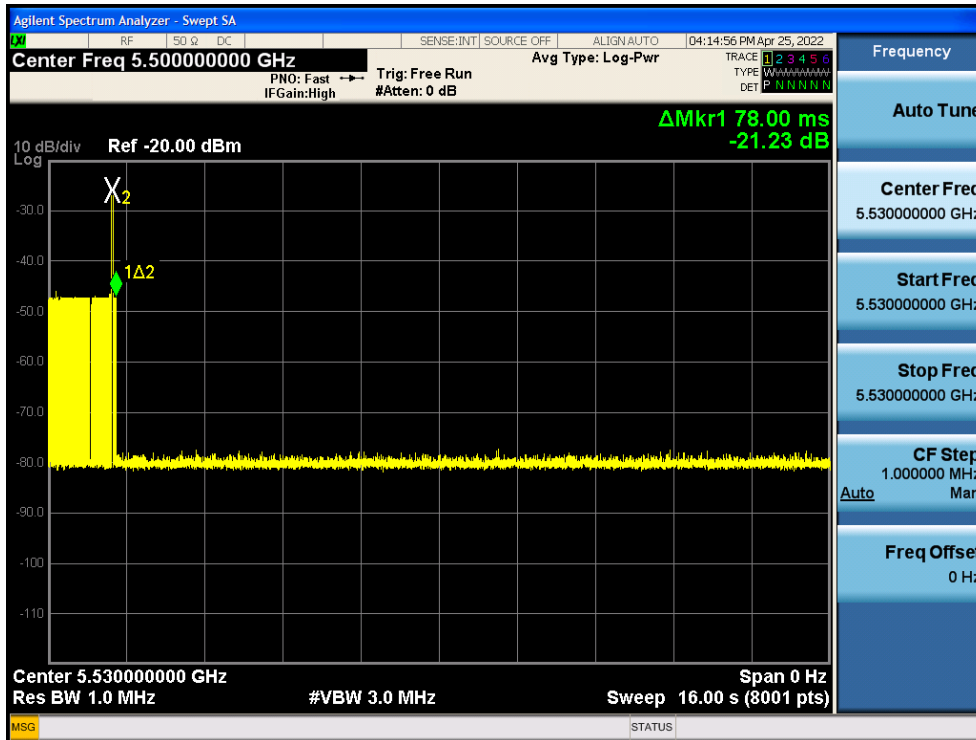 Agilent Spectrum Analyzer - Swept SA
LXI RF 50 Ω DC SENSE:INT SOURCE OFF ALIGN AUTO 04:14:56 PM Apr 25, 2022
Center Freq 5.500000000 GHz
PNO: Fast
IFGain:High
Trig: Free Run
#Atten: 0 dB
Avg Type: Log-Pwr
TRACE 1 2 3 4 5 6
TYPE W
DET P N N N N N
ΔMkr1 78.00 ms
-21.23 dB
10 dB/div Ref -20.00 dBm
Log
-30.0
-40.0
-50.0
-60.0
-70.0
-80.0
-90.0
-100
-110
X2
1Δ2
Center 5.530000000 GHz Span 0 Hz
Res BW 1.0 MHz #VBW 3.0 MHz Sweep 16.00 s (8001 pts)
MSG STATUS
Frequency
Auto Tune
Center Freq
5.530000000 GHz
Start Freq
5.530000000 GHz
Stop Freq
5.530000000 GHz
CF Step
1.000000 MHz
Auto Man
Freq Offset
0 Hz